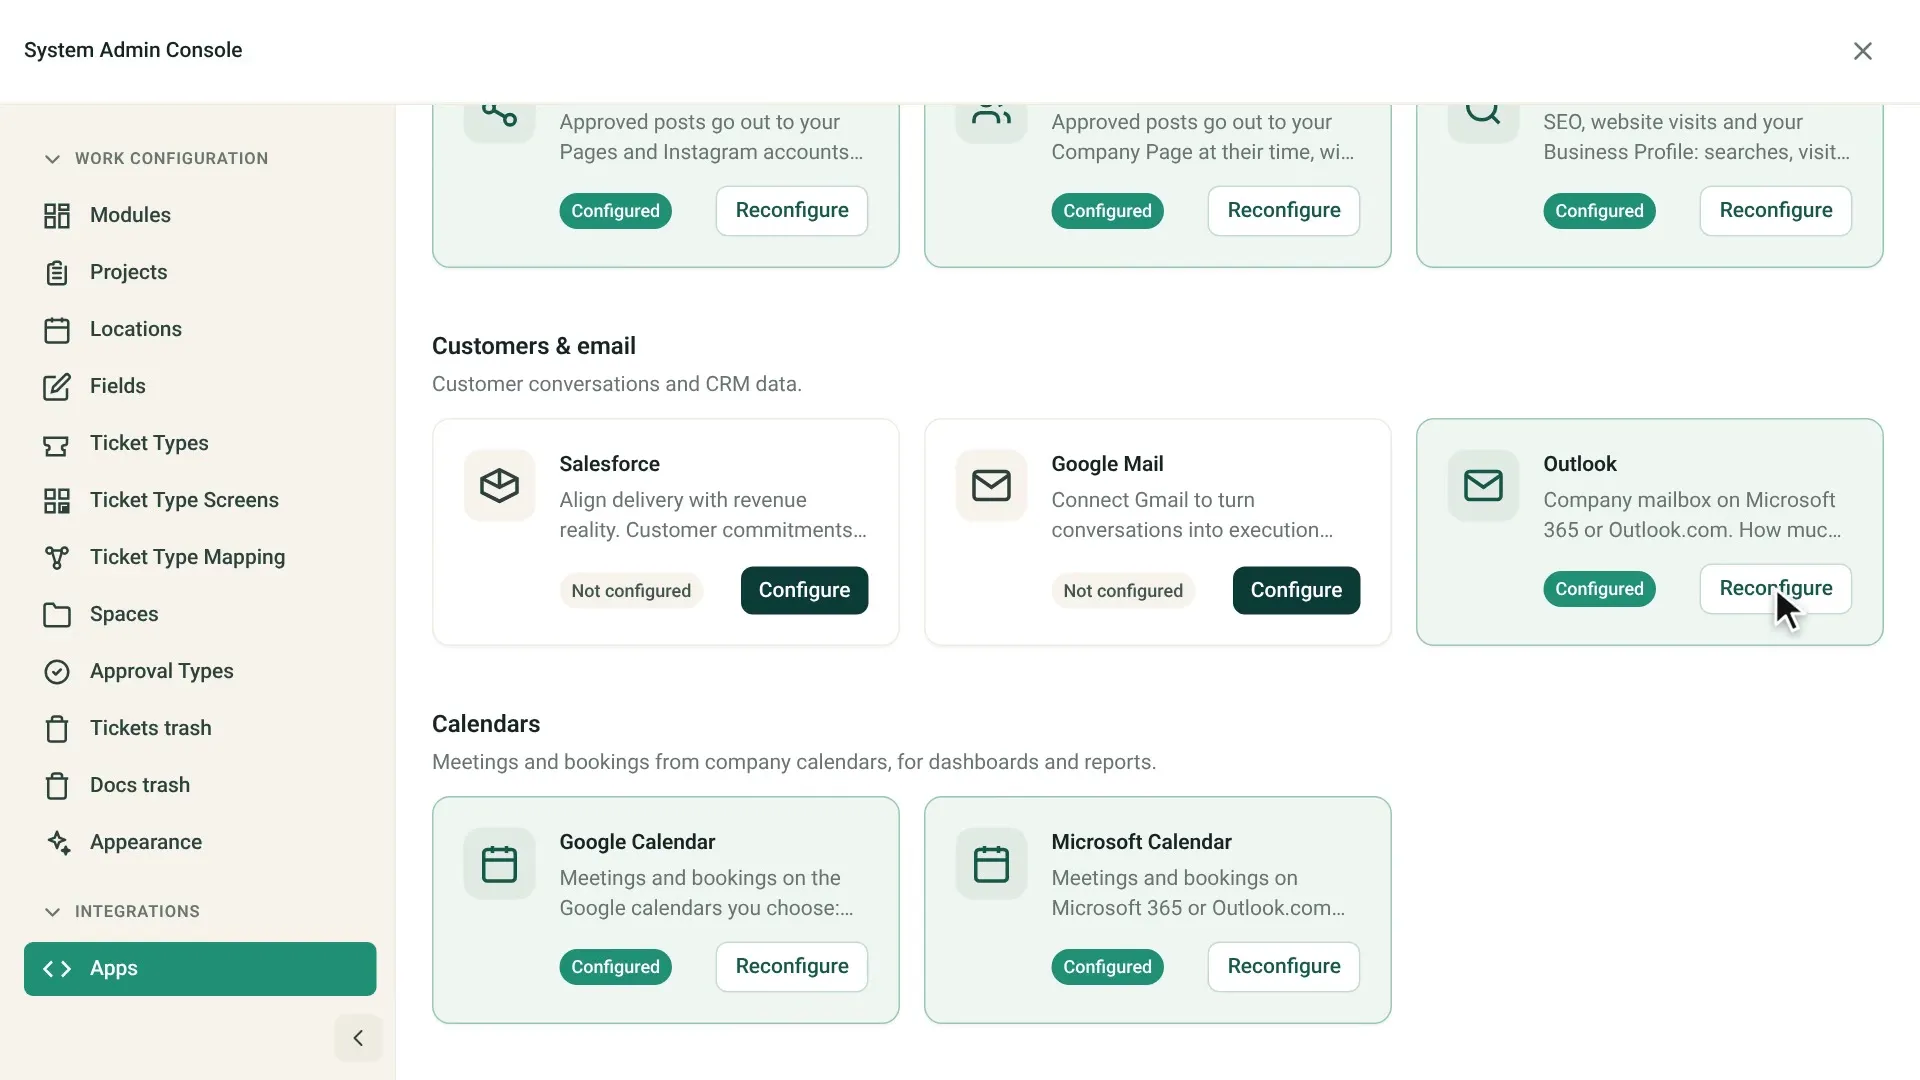 System Admin Console
WORK CONFIGURATION
Modules
Projects
Locations
Fields
Ticket Types
Ticket Type Screens
Ticket Type Mapping
Spaces
Approval Types
Tickets trash
Docs trash
Appearance
INTEGRATIONS
Apps
Approved posts go out to your
Pages and Instagram accounts...
Configured
Reconfigure
Approved posts go out to your
Company Page at their time, wi...
Configured
Reconfigure
SEO, website visits and your
Business Profile: searches, visit...
Configured
Reconfigure
Customers & email
Customer conversations and CRM data.
Salesforce
Align delivery with revenue
reality. Customer commitments...
Not configured
Configure
Google Mail
Connect Gmail to turn
conversations into execution...
Not configured
Configure
Outlook
Company mailbox on Microsoft
365 or Outlook.com. How muc...
Configured
Reconfigure
Calendars
Meetings and bookings from company calendars, for dashboards and reports.
Google Calendar
Meetings and bookings on the
Google calendars you choose:...
Configured
Reconfigure
Microsoft Calendar
Meetings and bookings on
Microsoft 365 or Outlook.com...
Configured
Reconfigure